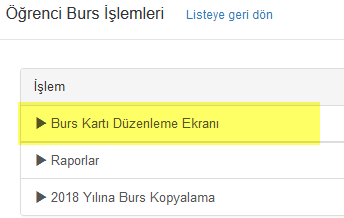 Öğrenci Burs İşlemleri Listeye geri dön
İşlem
Burs Kartı Düzenleme Ekranı
Raporlar
2018 Yılına Burs Kopyalama